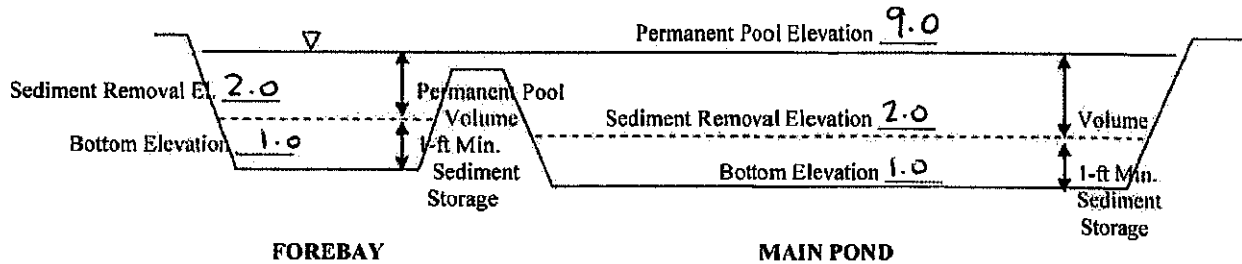 Permanent Pool Elevation 9.0
Sediment Removal El. 2.0
Permanent Pool
Volume
Bottom Elevation 1.0
1-ft Min.
Sediment
Storage
Sediment Removal Elevation 2.0
Volume
Bottom Elevation 1.0
1-ft Min.
Sediment
Storage
FOREBAY
MAIN POND